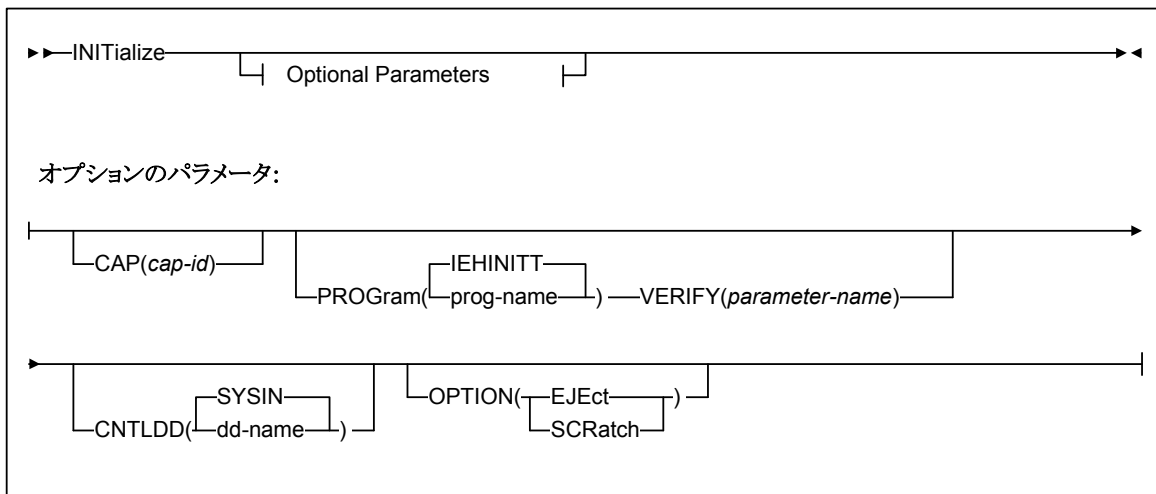 INITialize
Optional Parameters
オプションのパラメータ:
CAP(cap-id)
IEHINITT
PROGram( prog-name ) VERIFY(parameter-name)
SYSIN
CNTLDD( dd-name )
OPTION( EJEct )
SCRatch